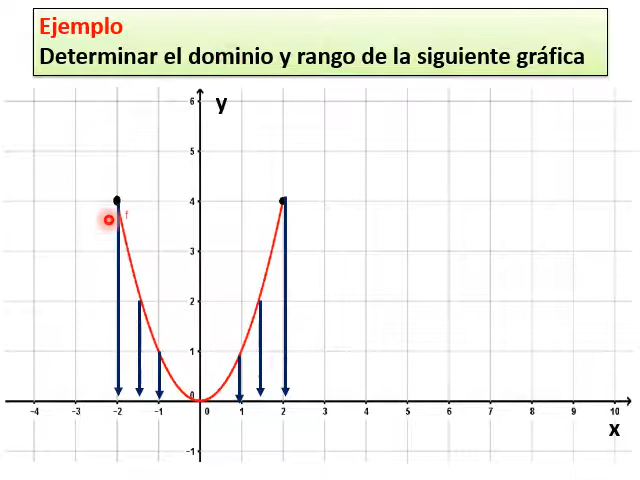 Ejemplo
Determinar el dominio y rango de la siguiente gráfica
y
6
5
4
f
3
2
1
0
-4 -3 -2 -1 0 1 2 3 4 5 6 7 8 9 10
x
-1